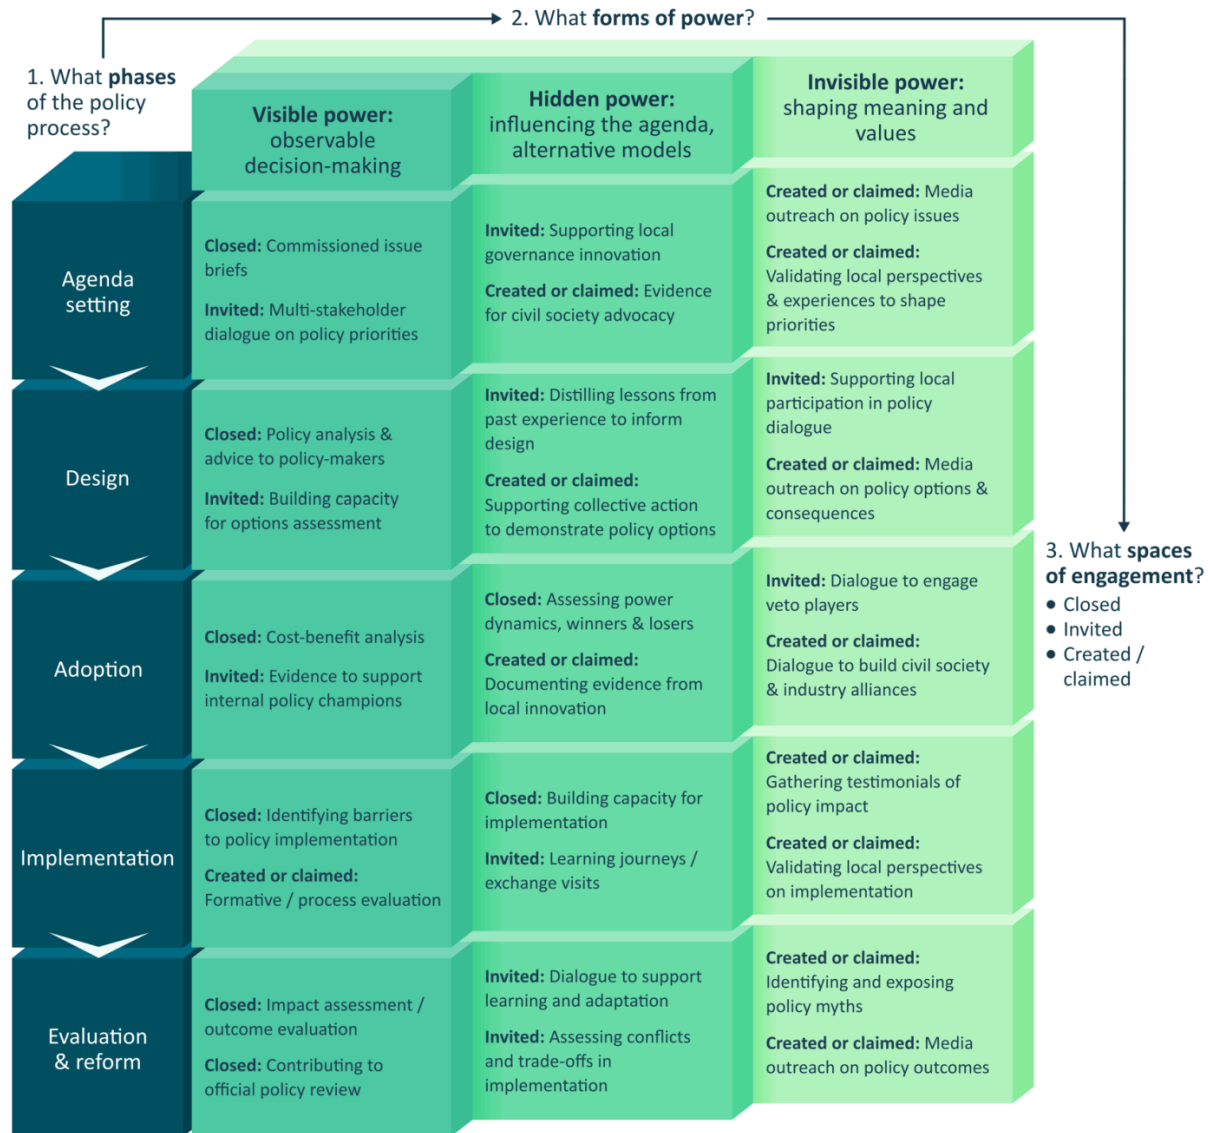 2. What forms of power?
1. What phases
of the policy
process?
Visible power:
observable
decision-making
Hidden power:
influencing the agenda,
alternative models
Invisible power:
shaping meaning and
values
Agenda
setting
Closed: Commissioned issue
briefs
Invited: Multi-stakeholder
dialogue on policy priorities
Invited: Supporting local
governance innovation
Created or claimed: Evidence
for civil society advocacy
Created or claimed: Media
outreach on policy issues
Created or claimed:
Validating local perspectives
& experiences to shape
priorities
Design
Closed: Policy analysis &
advice to policy-makers
Invited: Building capacity
for options assessment
Invited: Distilling lessons from
past experience to inform
design
Created or claimed:
Supporting collective action
to demonstrate policy options
Invited: Supporting local
participation in policy
dialogue
Created or claimed: Media
outreach on policy options &
consequences
Adoption
Closed: Cost-benefit analysis
Invited: Evidence to support
internal policy champions
Closed: Assessing power
dynamics, winners & losers
Created or claimed:
Documenting evidence from
local innovation
Invited: Dialogue to engage
veto players
Created or claimed:
Dialogue to build civil society
& industry alliances
3. What spaces
of engagement?
• Closed
• Invited
• Created /
claimed
Implementation
Closed: Identifying barriers
to policy implementation
Created or claimed:
Formative / process evaluation
Closed: Building capacity for
implementation
Invited: Learning journeys /
exchange visits
Created or claimed:
Gathering testimonials of
policy impact
Created or claimed:
Validating local perspectives
on implementation
Evaluation
& reform
Closed: Impact assessment /
outcome evaluation
Closed: Contributing to
official policy review
Invited: Dialogue to support
learning and adaptation
Invited: Assessing conflicts
and trade-offs in
implementation
Created or claimed:
Identifying and exposing
policy myths
Created or claimed: Media
outreach on policy outcomes